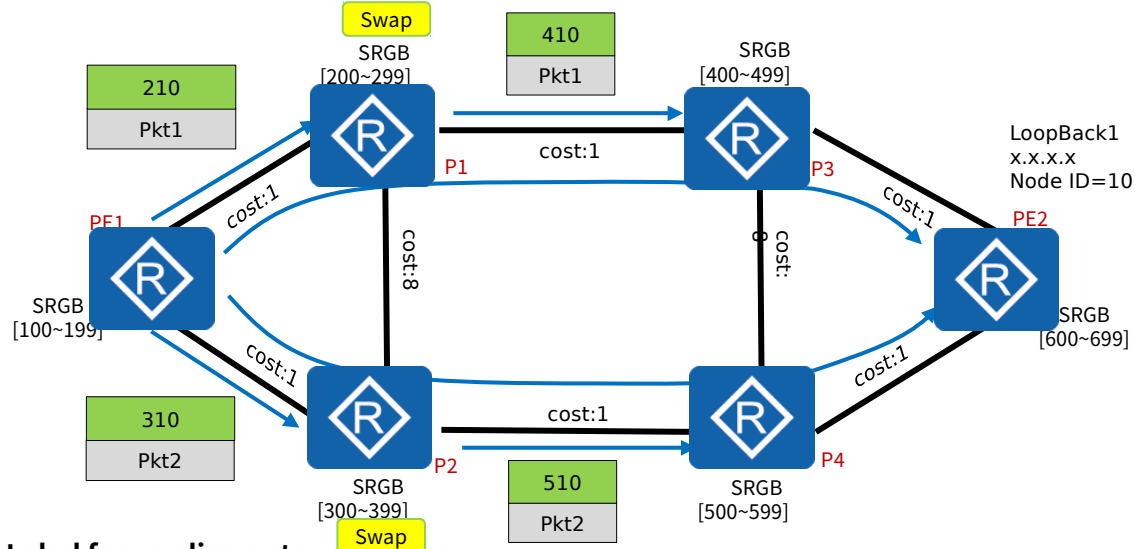 Swap
410
Pkt1
SRGB
[200~299]
SRGB
[400~499]
210
Pkt1
cost:1
P1
P3
LoopBack1
x.x.x.x
Node ID=10
PE1
cost:1
cost:1
PE2
cost:8
cost:
8
SRGB
[100~199]
SRGB
[600~699]
cost:1
cost:1
310
Pkt2
cost:1
P2
P4
SRGB
[300~399]
510
Pkt2
SRGB
[500~599]
Swap